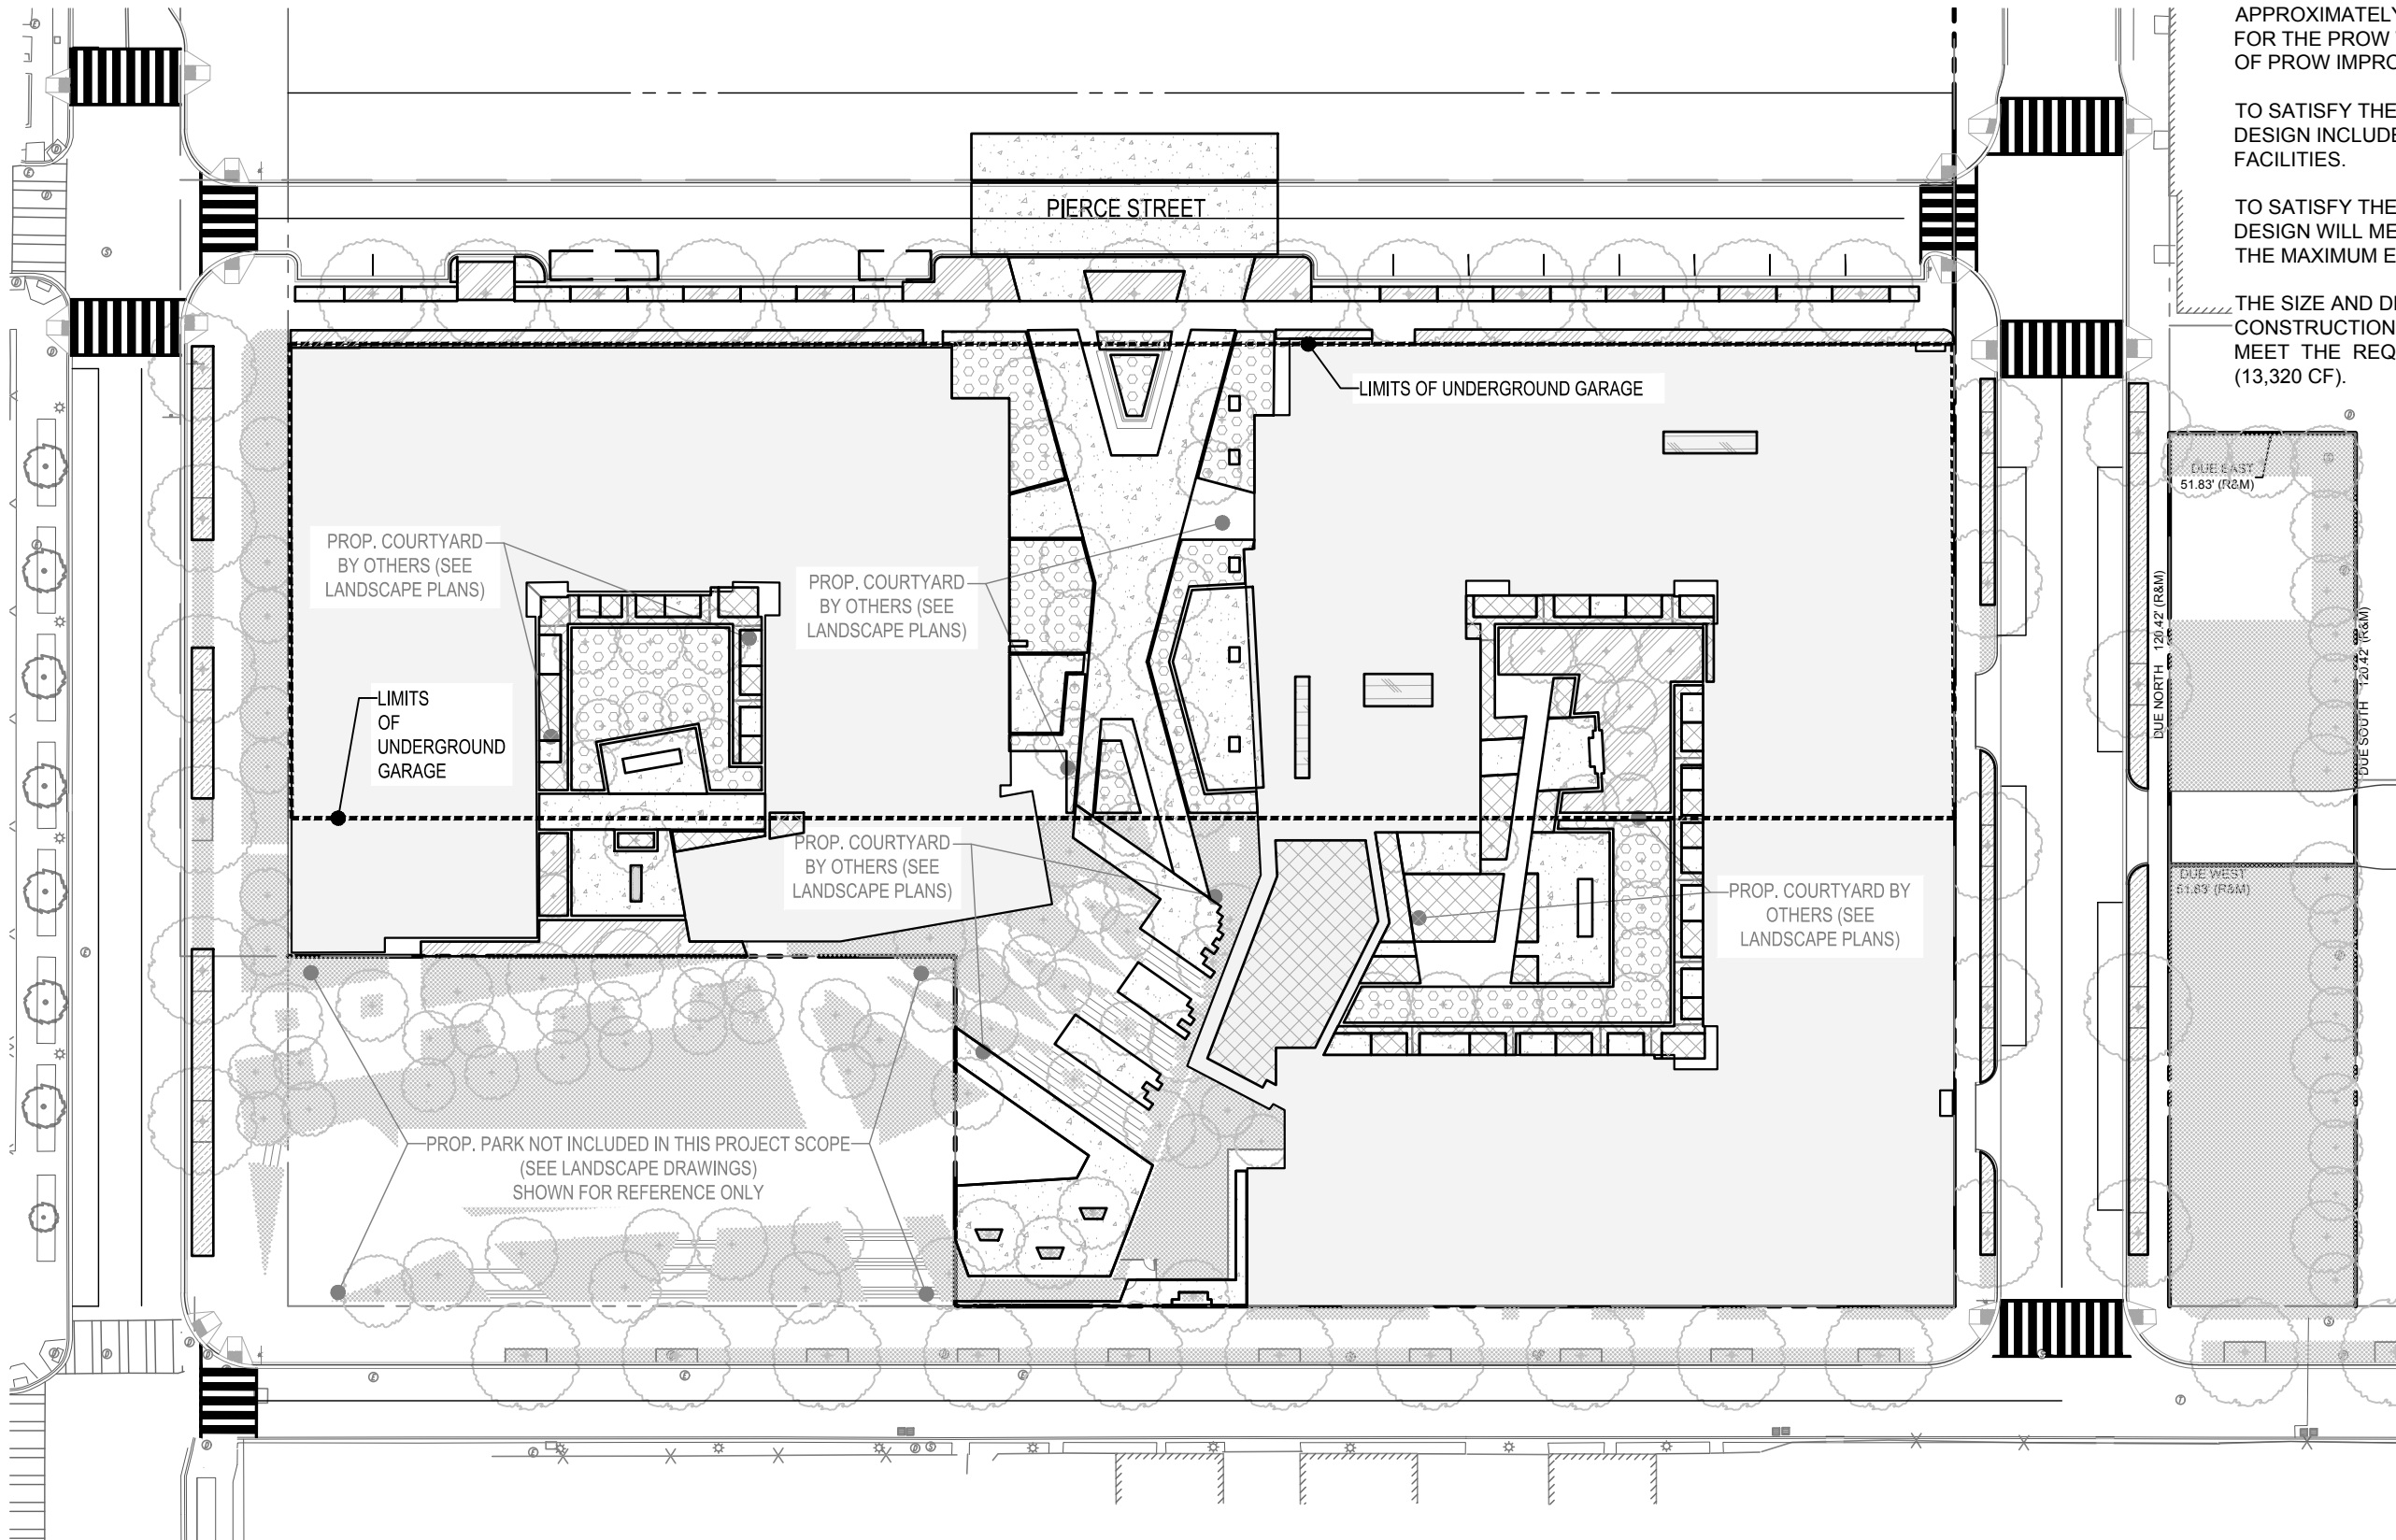 APPROXIMATELY
FOR THE PROW
OF PROW IMPRO
TO SATISFY THE
DESIGN INCLUDE
FACILITIES.
TO SATISFY THE
DESIGN WILL ME
THE MAXIMUM E
THE SIZE AND DI
CONSTRUCTION
MEET THE REQ
(13,320 CF).
PIERCE STREET
LIMITS OF UNDERGROUND GARAGE
DUE EAST
51.83' (R&M)
PROP. COURTYARD
BY OTHERS (SEE
LANDSCAPE PLANS)
PROP. COURTYARD
BY OTHERS (SEE
LANDSCAPE PLANS)
DUE NORTH 120.42' (R&M)
DUE SOUTH 120.42' (R&M)
LIMITS
OF
UNDERGROUND
GARAGE
PROP. COURTYARD
BY OTHERS (SEE
LANDSCAPE PLANS)
PROP. COURTYARD BY
OTHERS (SEE
LANDSCAPE PLANS)
DUE WEST
51.83' (R&M)
PROP. PARK NOT INCLUDED IN THIS PROJECT SCOPE
(SEE LANDSCAPE DRAWINGS)
SHOWN FOR REFERENCE ONLY